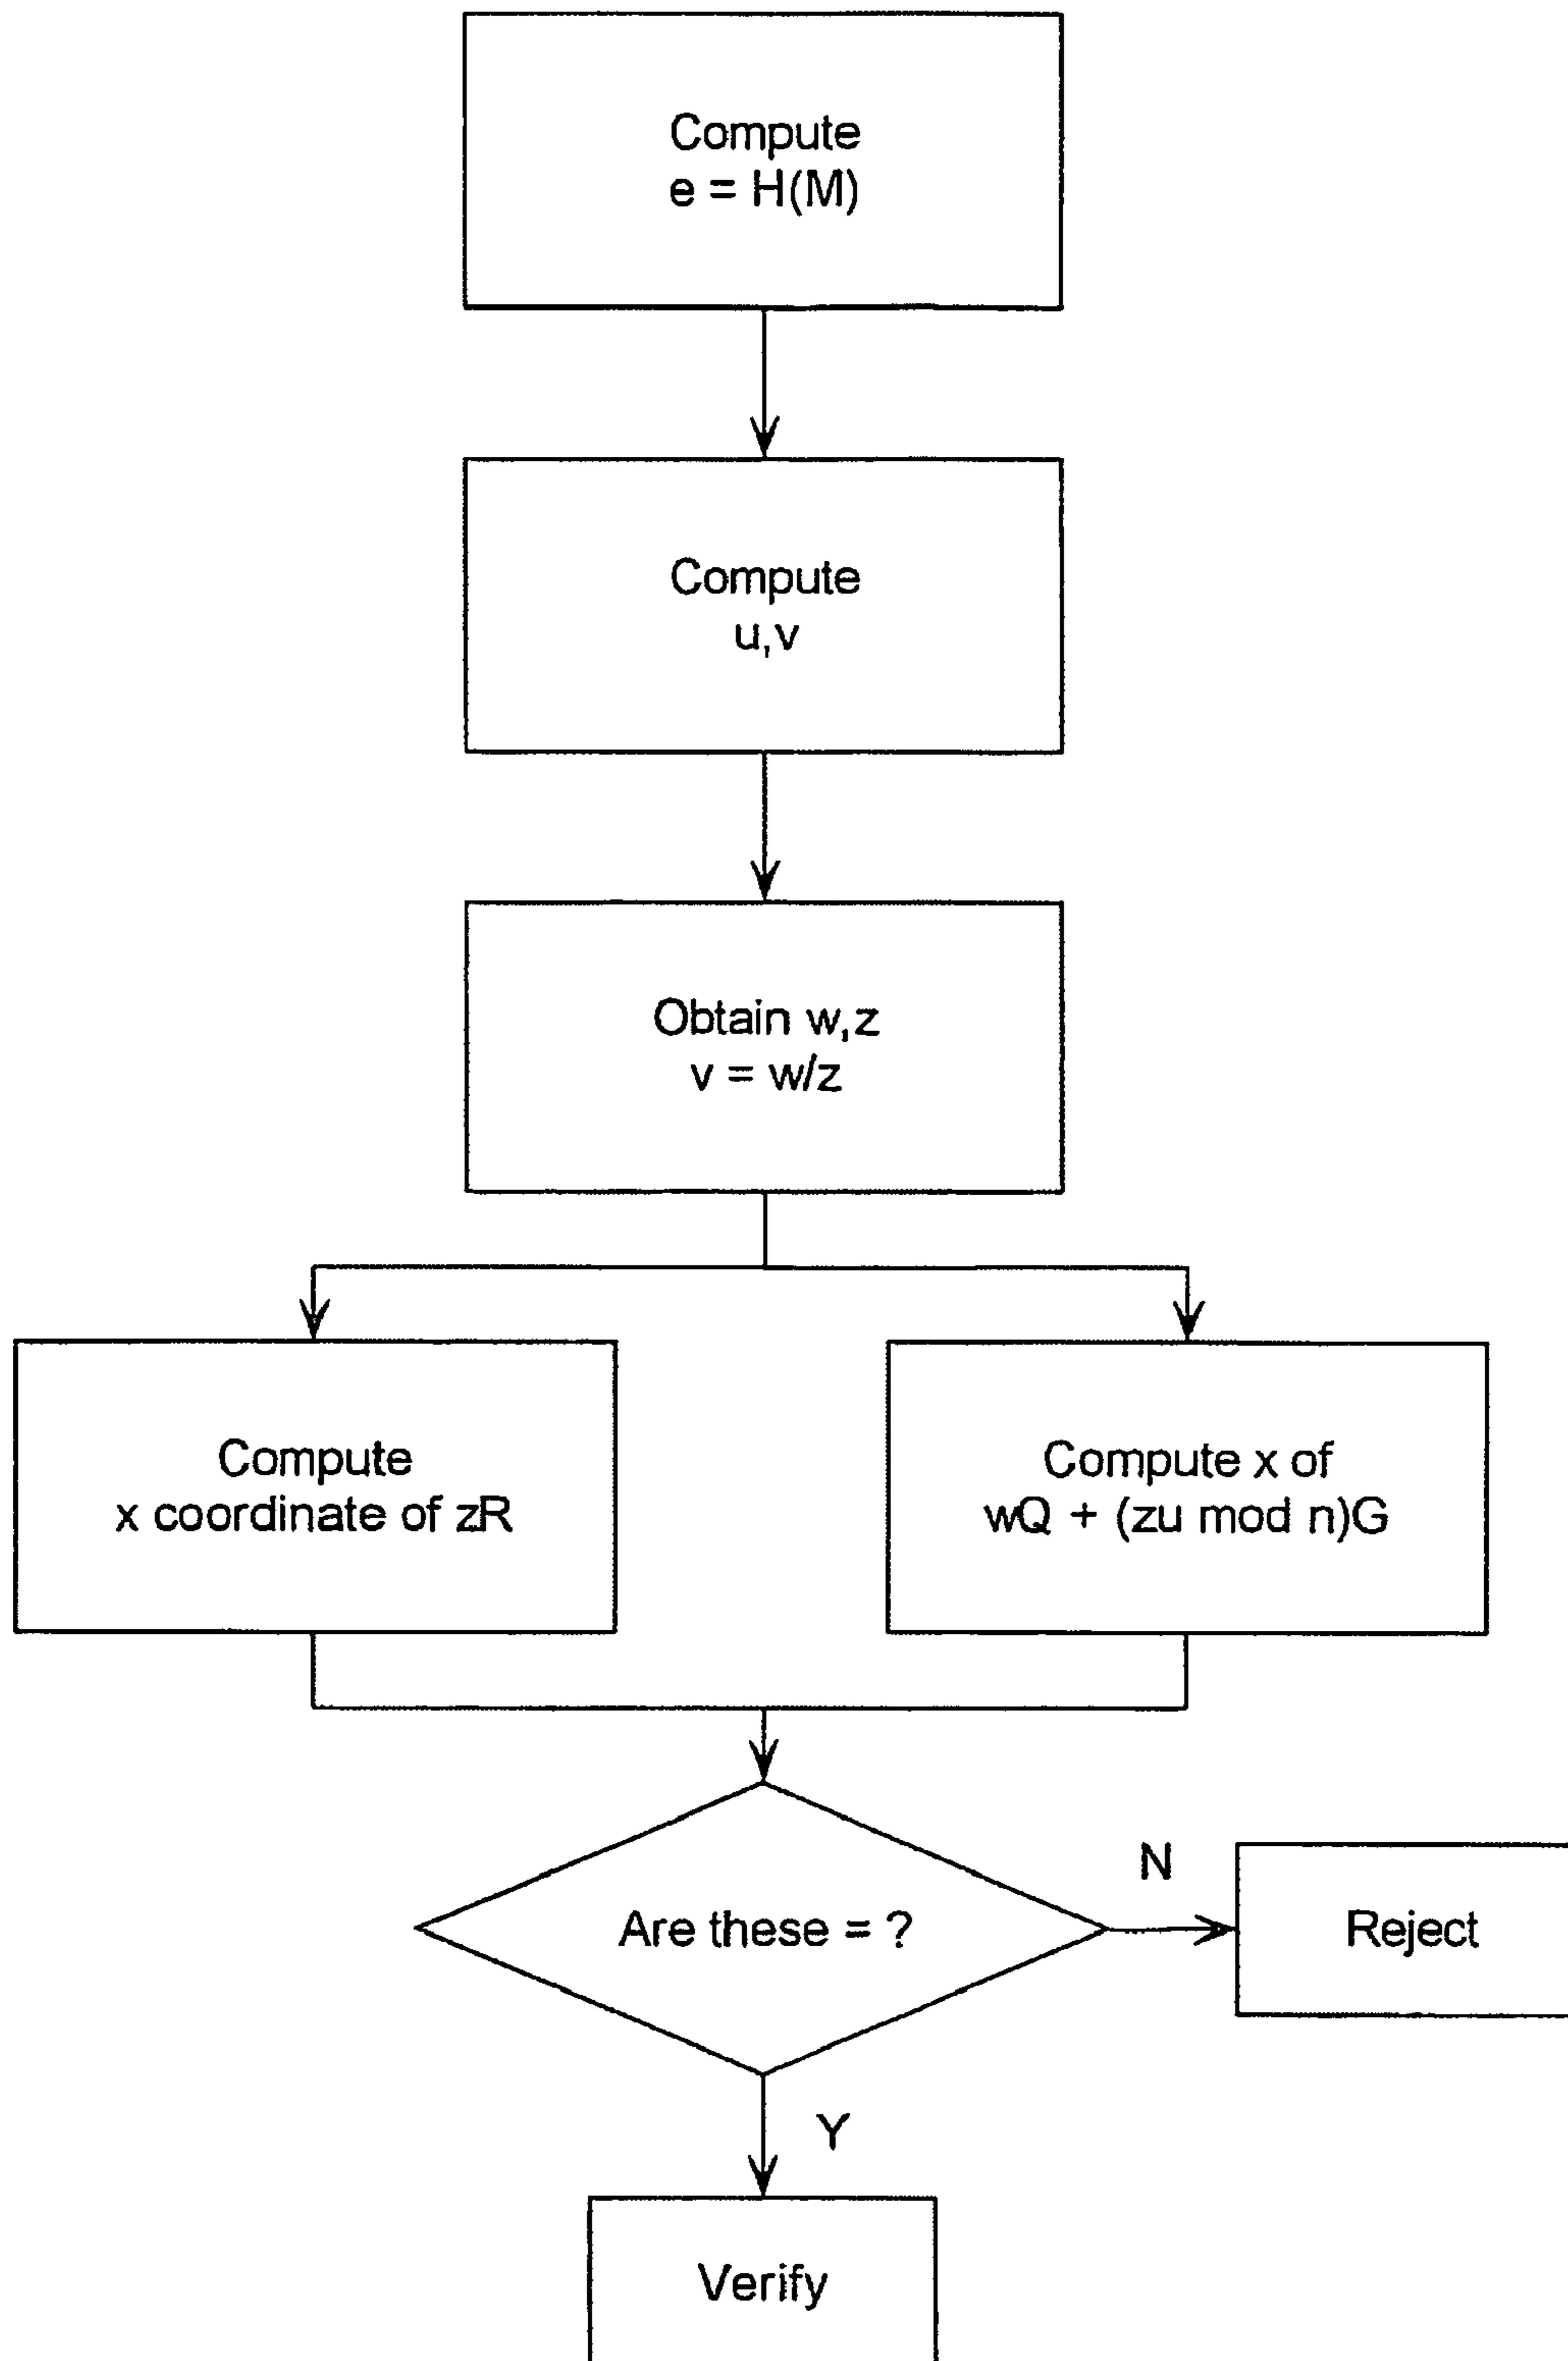 Compute
e = H(M)
Compute
u,v
Obtain w,z
v = w/z
Compute
x coordinate of zR
Compute x of
wQ + (zu mod n)G
Are these = ?
N
Reject
Y
Verify